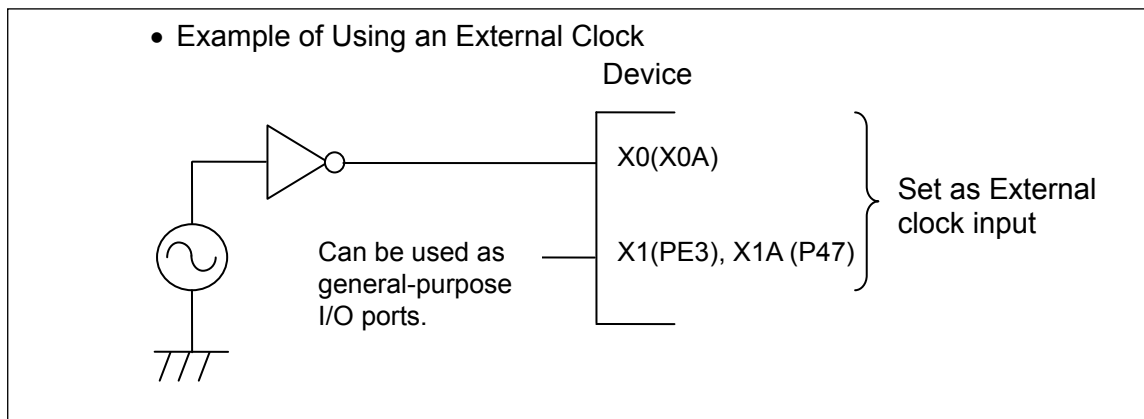 • Example of Using an External Clock
Device
X0(X0A)
Set as External
clock input
Can be used as
general-purpose
I/O ports.
X1(PE3), X1A (P47)